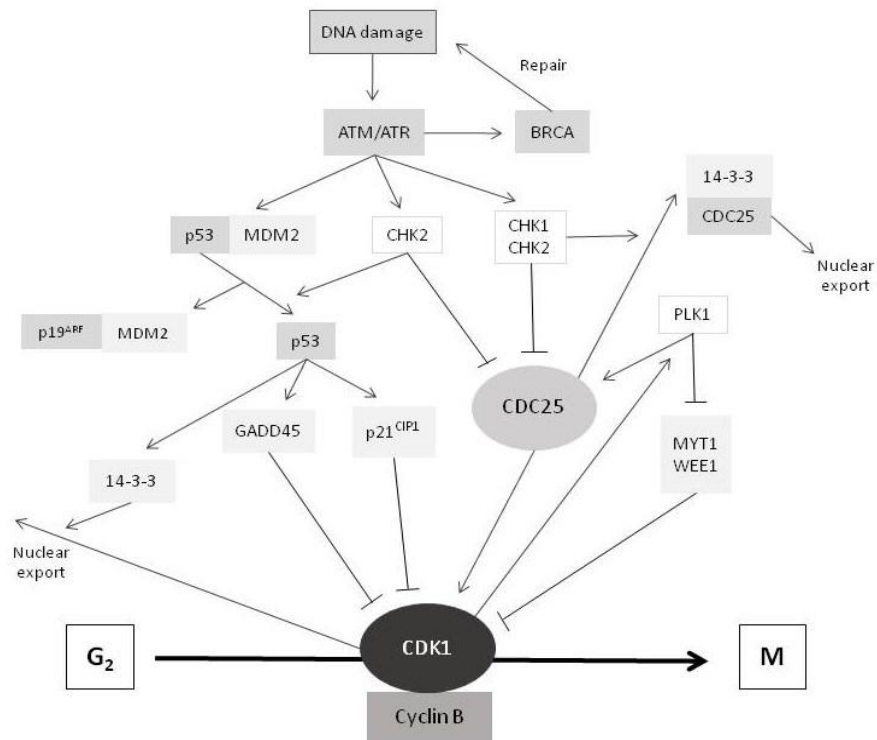 DNA damage
Repair
ATM/ATR
BRCA
14-3-3
CDC25
p53
MDM2
CHK2
CHK1
CHK2
Nuclear
export
p19ARF
MDM2
p53
PLK1
CDC25
GADD45
p21CIP1
MYT1
WEE1
14-3-3
Nuclear
export
G₂
CDK1
M
Cyclin B